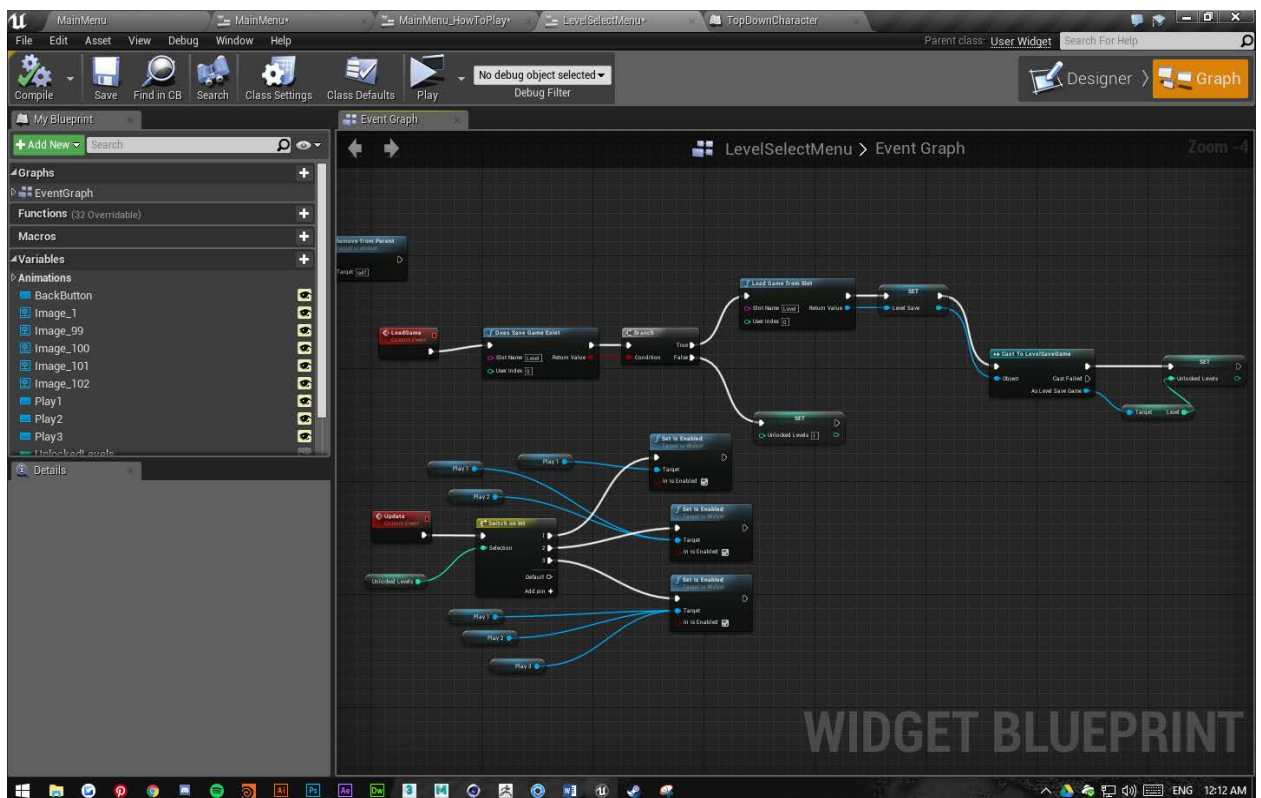 MainMenu
MainMenu•
MainMenu_HowToPlay•
LevelSelectMenu•
TopDownCharacter
File Edit Asset View Debug Window Help
Parent class: User Widget
Search For Help
Compile
Save
Find in CB
Search
Class Settings
Class Defaults
Play
No debug object selected
Debug Filter
Designer
Graph
My Blueprint
Event Graph
+ Add New
Search
LevelSelectMenu > Event Graph
Zoom -4
Graphs
EventGraph
Functions (32 Overridable)
Macros
Variables
Animations
BackButton
Image_1
Image_99
Image_100
Image_101
Image_102
Play1
Play2
Play3
UnlockedLevels
Details
Remove from Parent
Target is Widget
Target self
LoadGame
Custom Event
Does Save Game Exist
Slot Name Level Return Value
User Index 0
Branch
True
Condition False
Load Game from Slot
Slot Name Level Return Value
User Index 0
SET
Level Save
Cast To LevelSaveGame
Object Cast Failed
As Level Save Game
Target Level
SET
Unlocked Levels
SET
Unlocked Levels 1
Update
Custom Event
Unlocked Levels
Switch on Int
1
Selection 2
3
Default
Add pin +
Play 1
Play 1
Play 2
Set Is Enabled
Target is Widget
Target
In Is Enabled
Set Is Enabled
Target is Widget
Target
In Is Enabled
Set Is Enabled
Target is Widget
Target
In Is Enabled
Play 1
Play 2
Play 3
WIDGET BLUEPRINT
ENG 12:12 AM